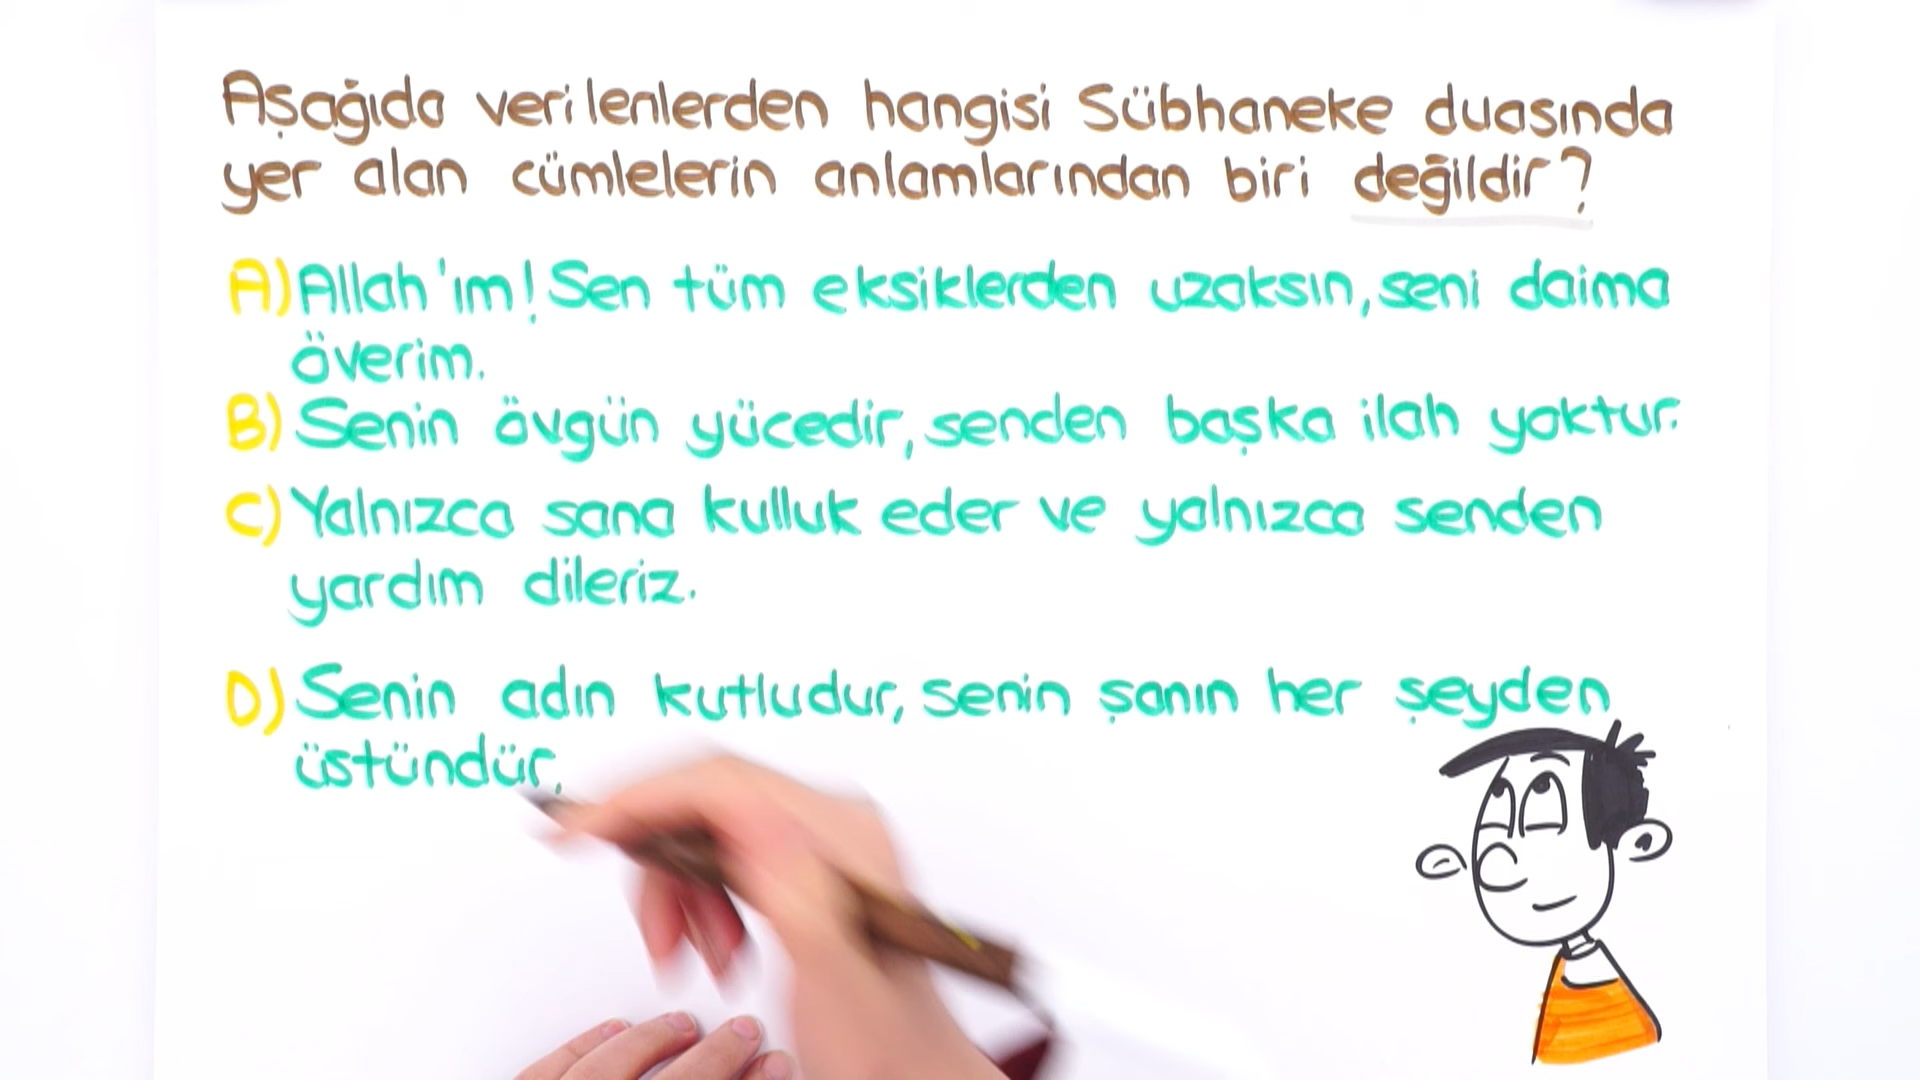 Aşağıda verilenlerden hangisi Sübhaneke duasında
yer alan cümlelerin anlamlarından biri değildir?
A) Allah'ım! Sen tüm eksiklerden uzaksın, seni daima
överim.
B) Senin övgün yücedir, senden başka ilah yoktur.
C) Yalnızca sana kulluk eder ve yalnızca senden
yardım dileriz.
D) Senin adın kutludur, senin şanın her şeyden
üstündür.